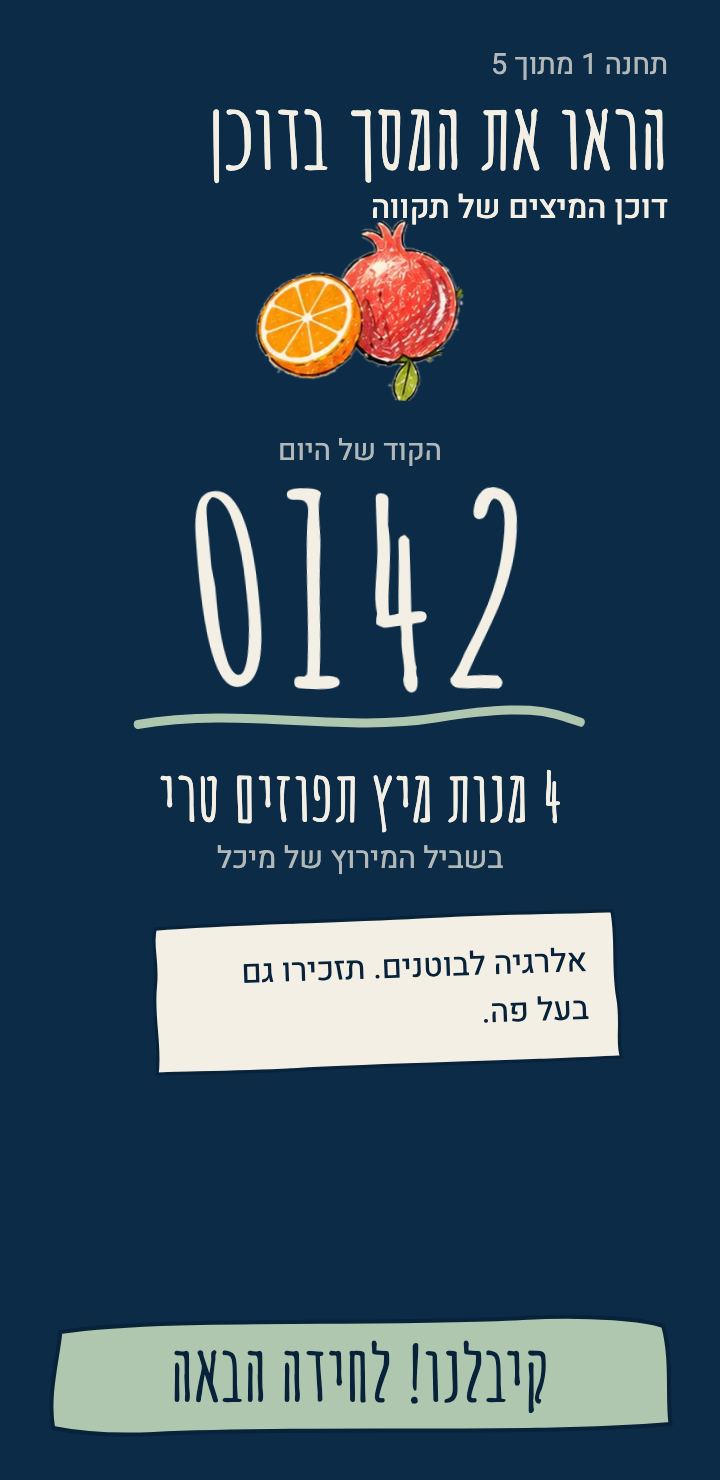 תחנה 1 מתוך 5
הראו את המסך בדוכן
דוכן המיצים של תקווה
הקוד של היום
0142
4 מנות מיץ תפוזים טרי
בשביל המירוץ של מיכל
אלרגיה לבוטנים. תזכירו גם
בעל פה.
קיבלנו! לחידה הבאה